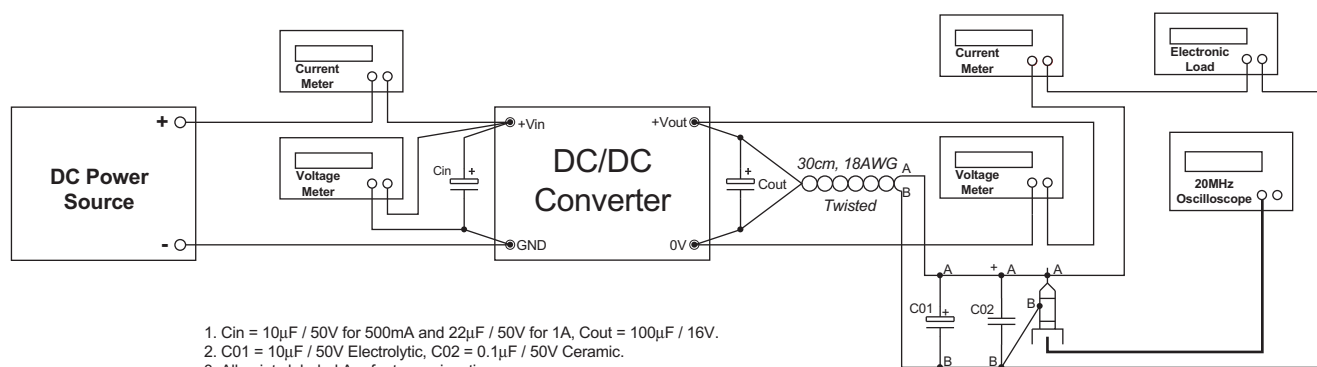 Current
Meter
Current
Meter
Electronic
Load
+
+Vin
+Vout
DC Power
Source
Voltage
Meter
Cin
+
DC/DC
Converter
+
Cout
30cm, 18AWG
A
B
Twisted
Voltage
Meter
20MHz
Oscilloscope
-
GND
0V
A
+
A
A
C01
+
C02
B
B
B
1. Cin = 10μF / 50V for 500mA and 22μF / 50V for 1A, Cout = 100μF / 16V.
2. C01 = 10μF / 50V Electrolytic, C02 = 0.1μF / 50V Ceramic.